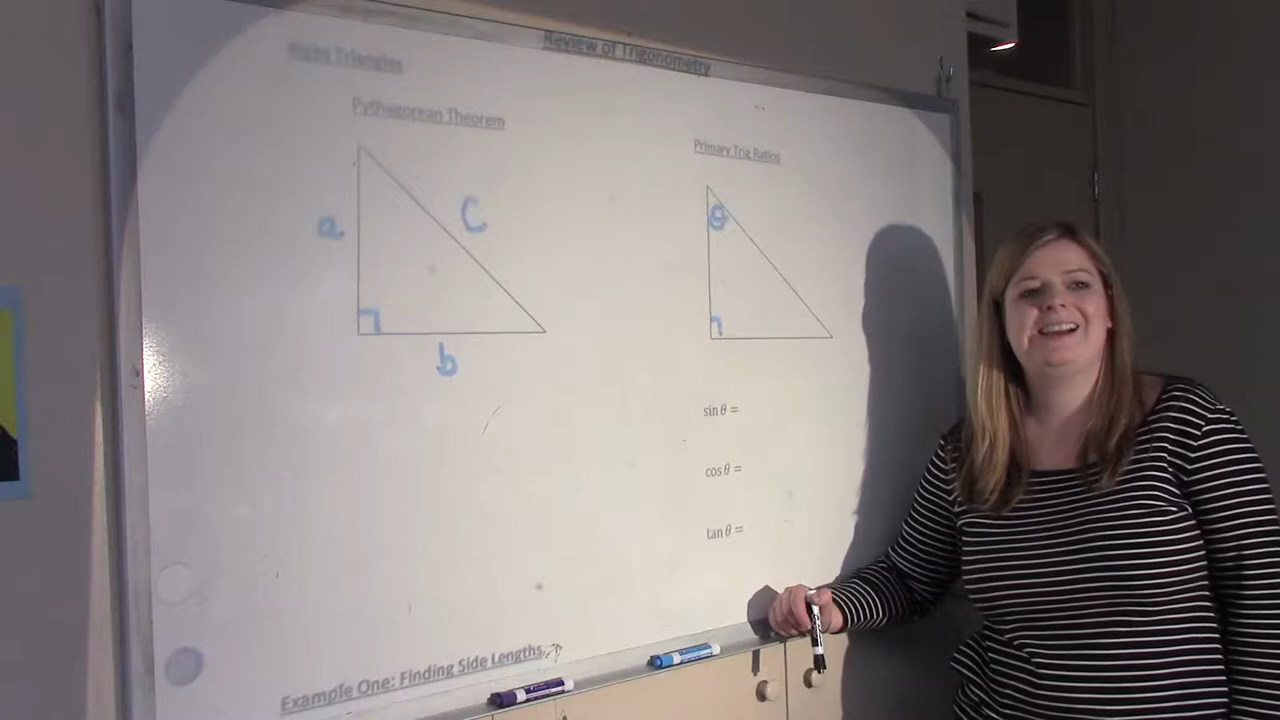 Review of Trigonometry
Right Triangles
Pythagorean Theorem
a
c
b
Primary Trig Ratios
θ
sin θ =
cos θ =
tan θ =
Example One: Finding Side Lengths